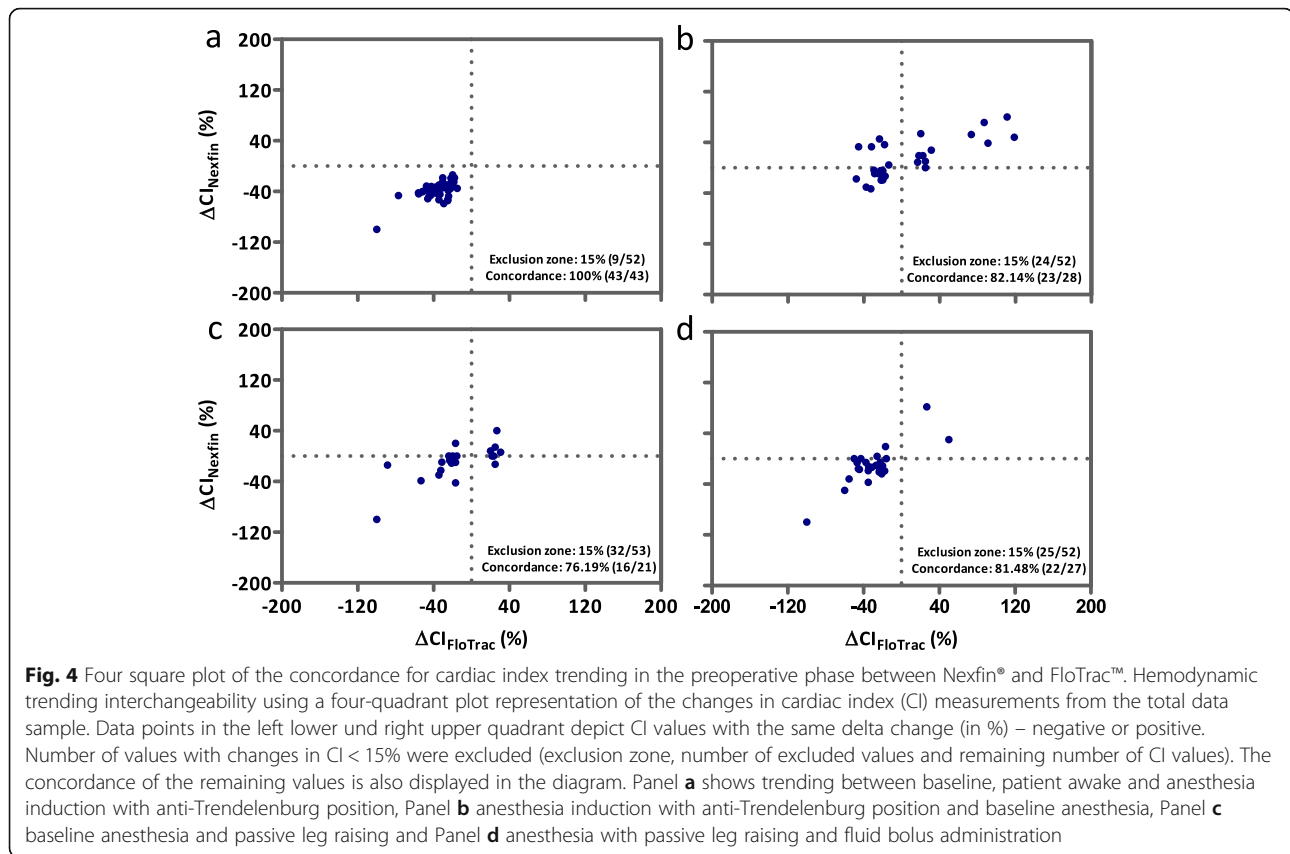 a
b
200
120
40
-40
-120
-200
ΔCI Nexfin (%)
Exclusion zone: 15% (9/52)
Concordance: 100% (43/43)
Exclusion zone: 15% (24/52)
Concordance: 82.14% (23/28)
c
d
200
120
40
-40
-120
-200
ΔCI Nexfin (%)
Exclusion zone: 15% (32/53)
Concordance: 76.19% (16/21)
Exclusion zone: 15% (25/52)
Concordance: 81.48% (22/27)
-200 -120 -40 40 120 200
-200 -120 -40 40 120 200
ΔCI FloTrac (%)
ΔCI FloTrac (%)
Fig. 4 Four square plot of the concordance for cardiac index trending in the preoperative phase between Nexfin® and FloTrac™. Hemodynamic
trending interchangeability using a four-quadrant plot representation of the changes in cardiac index (CI) measurements from the total data
sample. Data points in the left lower und right upper quadrant depict CI values with the same delta change (in %) – negative or positive.
Number of values with changes in CI < 15% were excluded (exclusion zone, number of excluded values and remaining number of CI values). The
concordance of the remaining values is also displayed in the diagram. Panel a shows trending between baseline, patient awake and anesthesia
induction with anti-Trendelenburg position, Panel b anesthesia induction with anti-Trendelenburg position and baseline anesthesia, Panel c
baseline anesthesia and passive leg raising and Panel d anesthesia with passive leg raising and fluid bolus administration